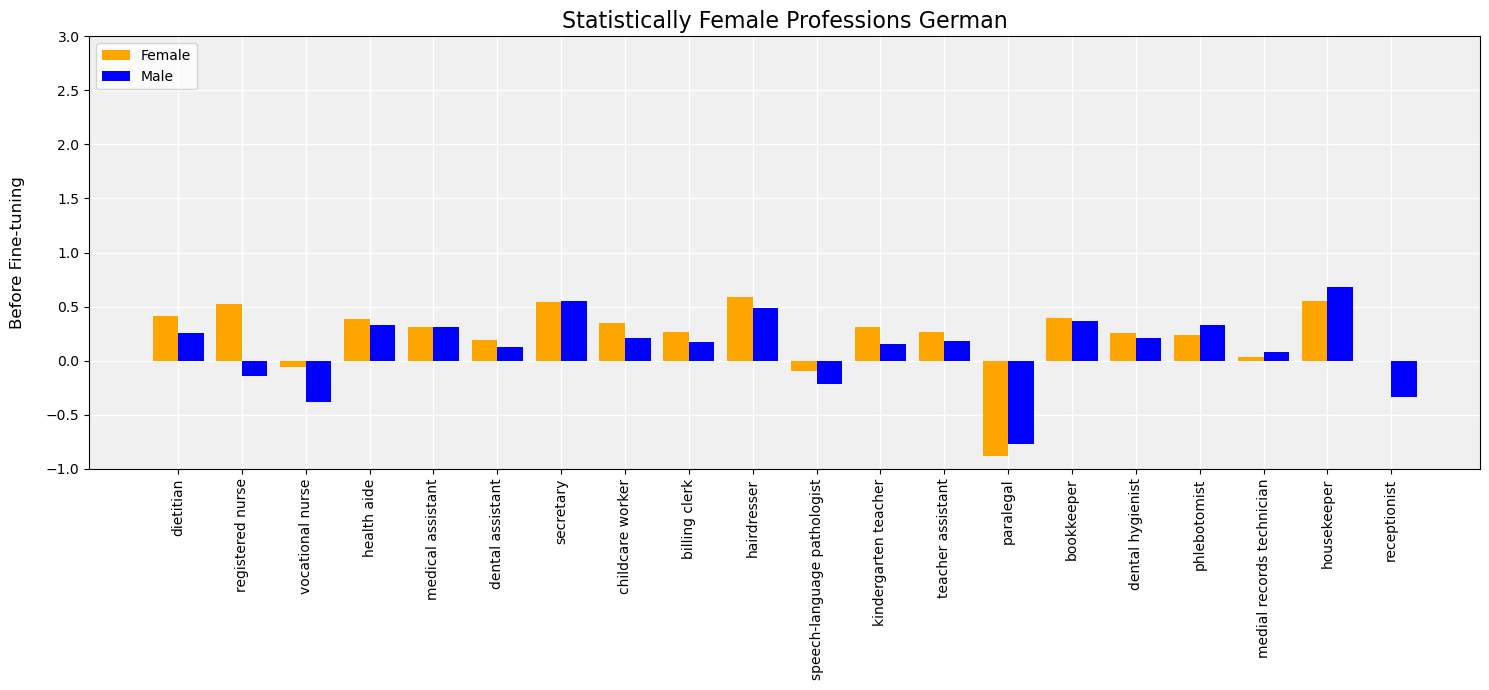 Statistically Female Professions German
Female
Male
Before Fine-tuning
3.0
2.5
2.0
1.5
1.0
0.5
0.0
−0.5
−1.0
dietitian
registered nurse
vocational nurse
health aide
medical assistant
dental assistant
secretary
childcare worker
billing clerk
hairdresser
speech-language pathologist
kindergarten teacher
teacher assistant
paralegal
bookkeeper
dental hygienist
phlebotomist
medial records technician
housekeeper
receptionist